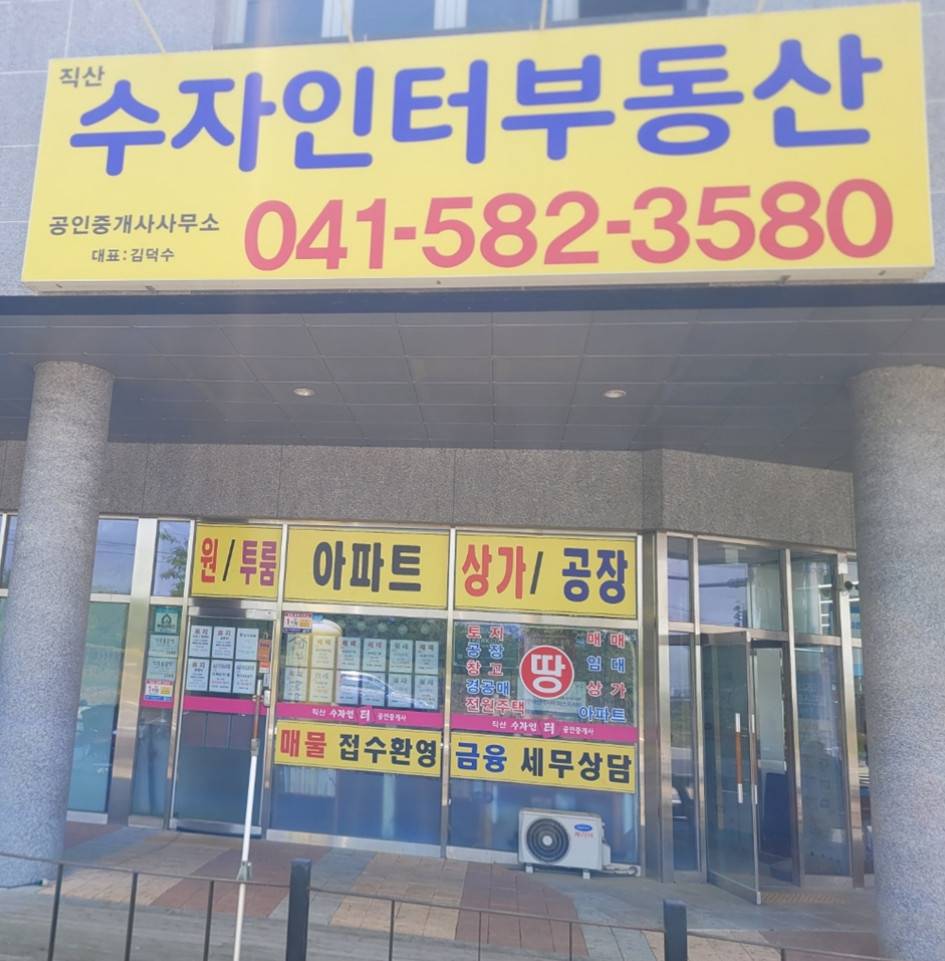 직산
수자인터부동산
공인중개사사무소
대표:김덕수
041-582-3580
원/투룸
아파트
상가/ 공장
토지
공장
창고
경공매
전원주택
땅
매매
임대
상가
아파트
직산 수자인 터 공인중개사
직산 수자인 터 공인중개사
매물 접수환영
금융 세무상담